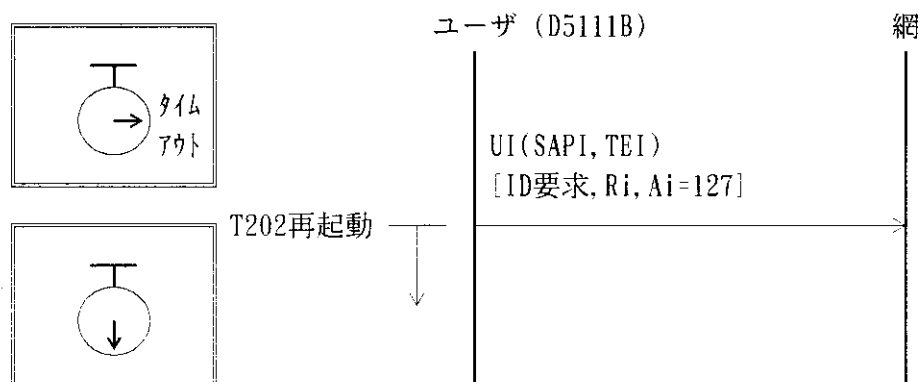 ユーザ (D5111B)
網
タイム
アウト
UI(SAPI, TEI)
[ID要求, Ri, Ai=127]
T202再起動